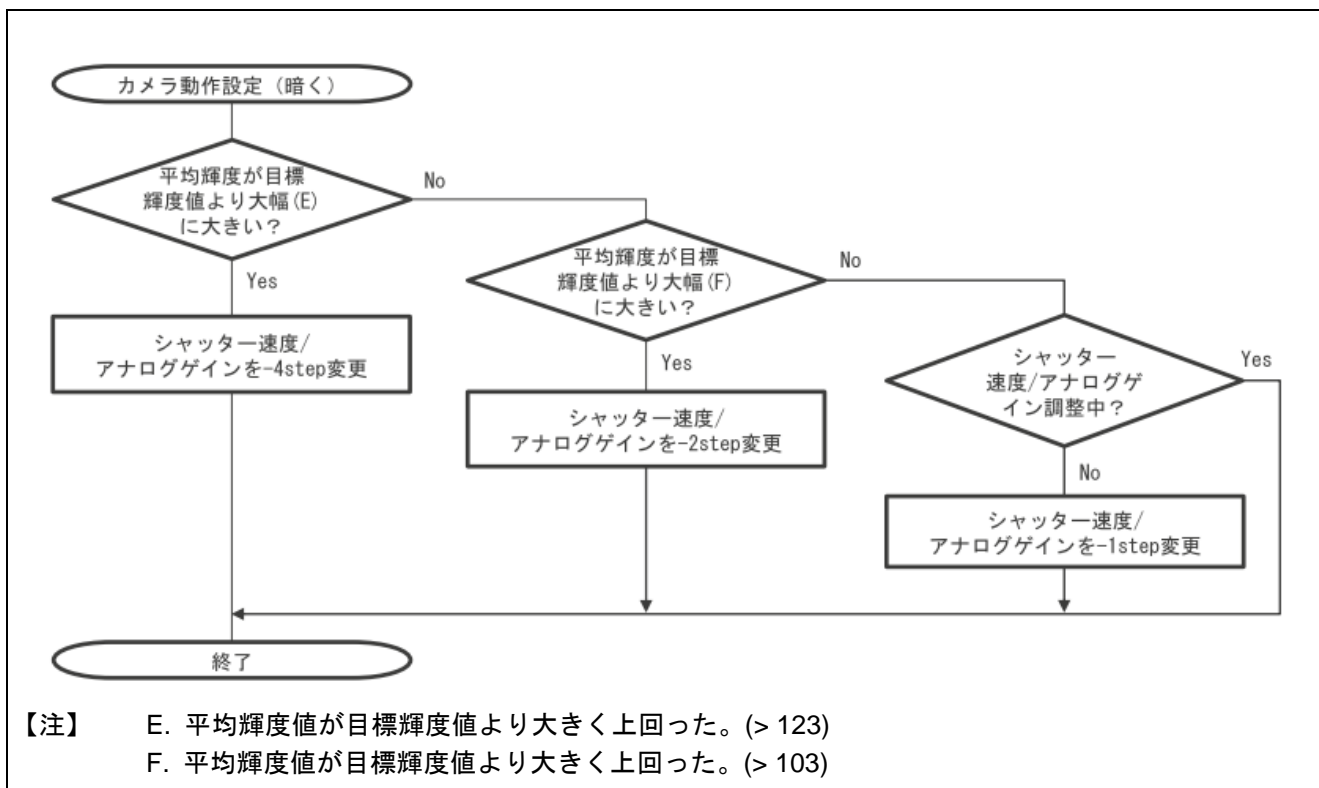 カメラ動作設定（暗く）
平均輝度が目標
輝度値より大幅(E)
に大きい？
No
Yes
シャッター速度/
アナログゲインを-4step変更
平均輝度が目標
輝度値より大幅(F)
に大きい？
No
Yes
シャッター速度/
アナログゲインを-2step変更
シャッター
速度/アナログゲ
イン調整中？
Yes
No
シャッター速度/
アナログゲインを-1step変更
終了
【注】 E. 平均輝度値が目標輝度値より大きく上回った。(> 123)
F. 平均輝度値が目標輝度値より大きく上回った。(> 103)